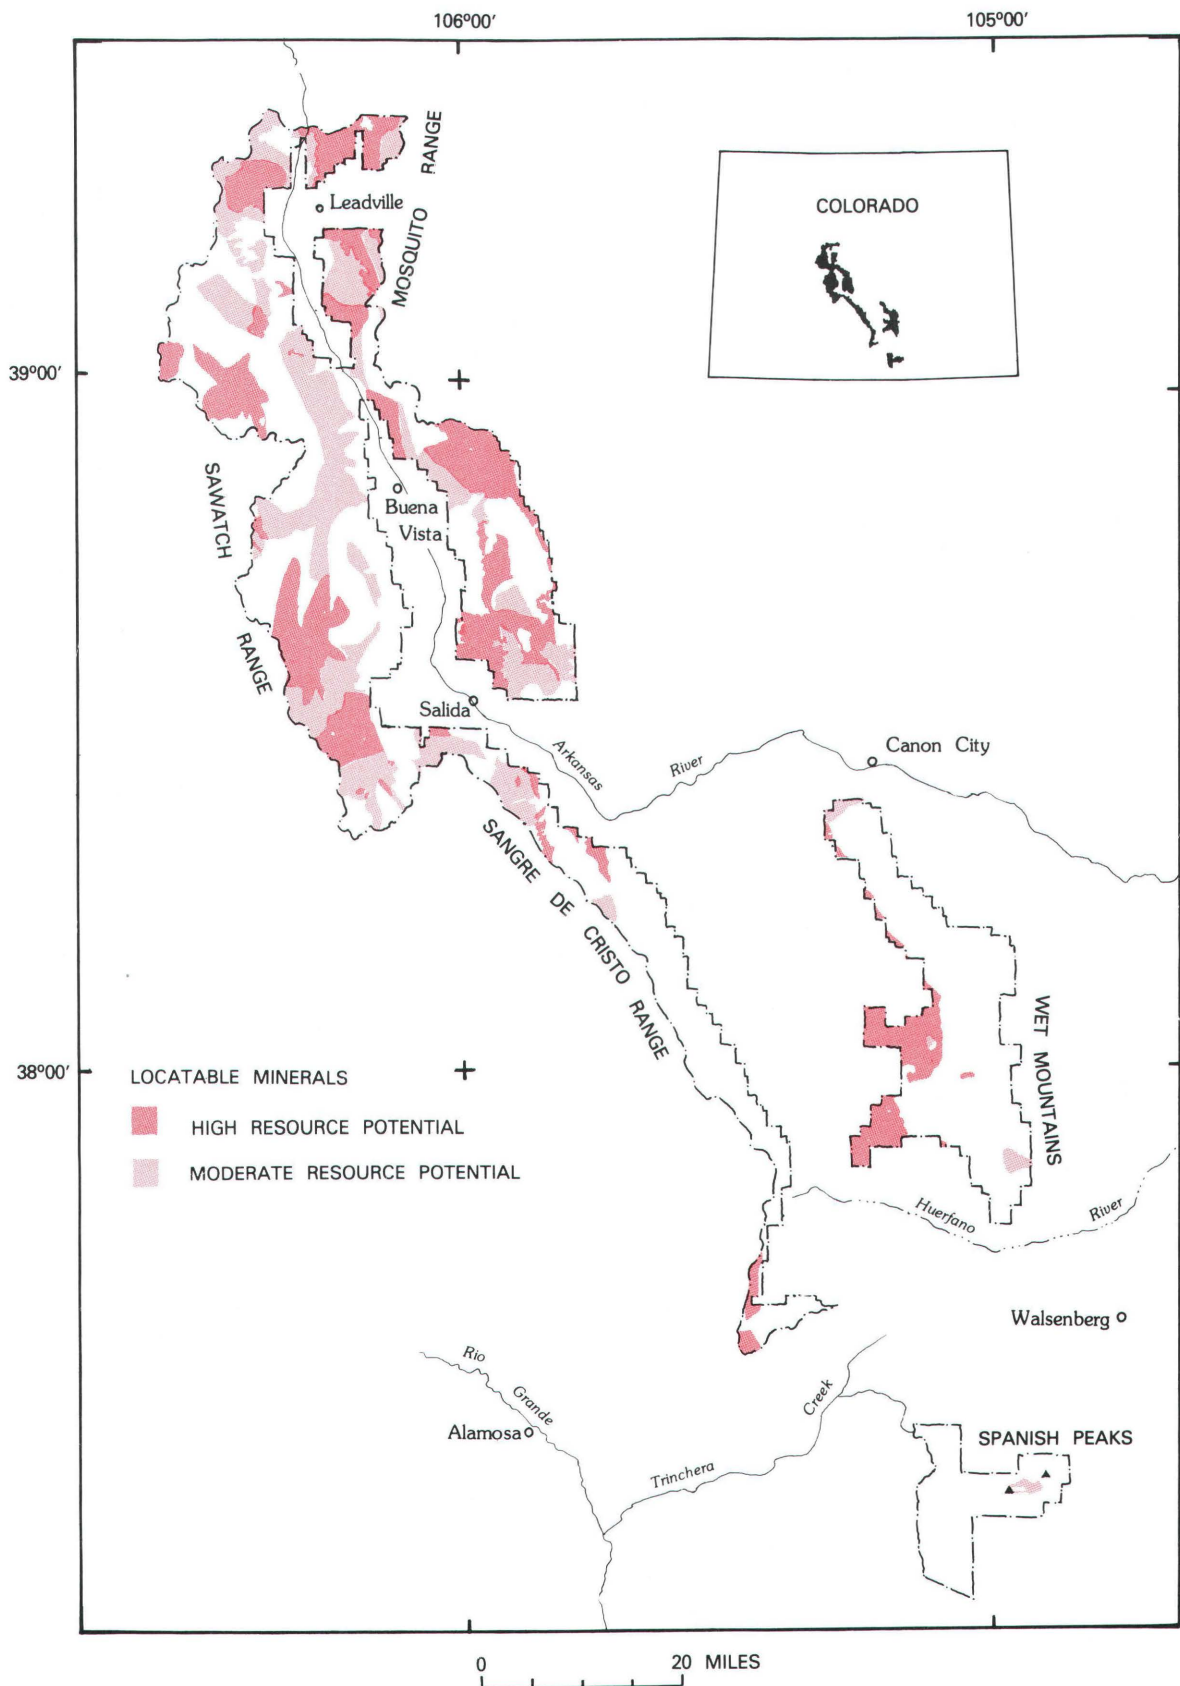 106°00'
105°00'
RANGE
MOSQUITO
Leadville
COLORADO
39°00'
SAWATCH
RANGE
Buena
Vista
Salida
Arkansas
River
Canon City
SANGRE DE CRISTO RANGE
WET MOUNTAINS
38°00'
LOCATABLE MINERALS
HIGH RESOURCE POTENTIAL
MODERATE RESOURCE POTENTIAL
Huerfano
River
Walsenberg
Rio
Grande
Creek
Trinchera
Alamosa
SPANISH PEAKS
0
20 MILES